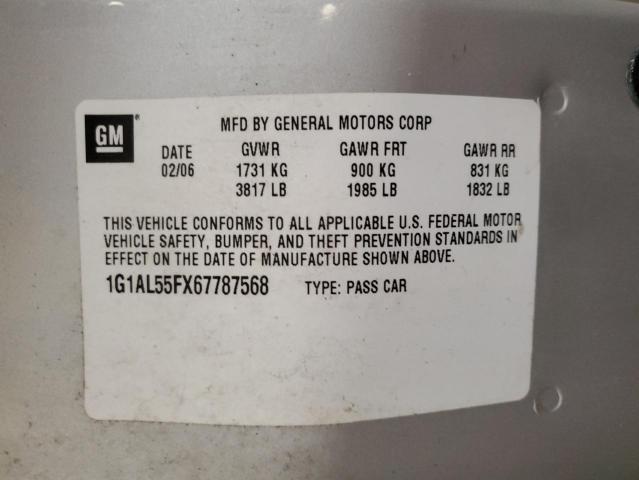 GM
MFD BY GENERAL MOTORS CORP
DATE GVWR GAWR FRT GAWR RR
02/06 1731 KG 900 KG 831 KG
3817 LB 1985 LB 1832 LB
THIS VEHICLE CONFORMS TO ALL APPLICABLE U.S. FEDERAL MOTOR
VEHICLE SAFETY, BUMPER, AND THEFT PREVENTION STANDARDS IN
EFFECT ON THE DATE OF MANUFACTURE SHOWN ABOVE.
1G1AL55FX67787568 TYPE: PASS CAR